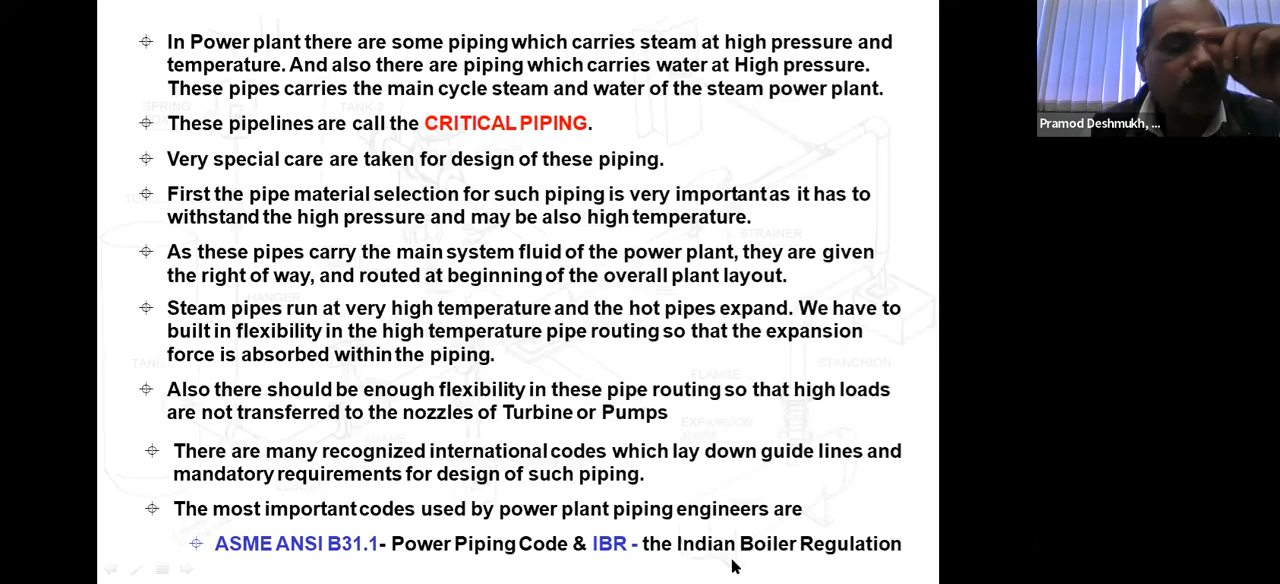 In Power plant there are some piping which carries steam at high pressure and
temperature. And also there are piping which carries water at High pressure.
These pipes carries the main cycle steam and water of the steam power plant.
These pipelines are call the CRITICAL PIPING.
Very special care are taken for design of these piping.
First the pipe material selection for such piping is very important as it has to
withstand the high pressure and may be also high temperature.
As these pipes carry the main system fluid of the power plant, they are given
the right of way, and routed at beginning of the overall plant layout.
Steam pipes run at very high temperature and the hot pipes expand. We have to
built in flexibility in the high temperature pipe routing so that the expansion
force is absorbed within the piping.
Also there should be enough flexibility in these pipe routing so that high loads
are not transferred to the nozzles of Turbine or Pumps
There are many recognized international codes which lay down guide lines and
mandatory requirements for design of such piping.
The most important codes used by power plant piping engineers are
ASME ANSI B31.1- Power Piping Code & IBR - the Indian Boiler Regulation
Pramod Deshmukh, ...
SPRING
TANK-2
STRAINER
HANGER
STANCHION
FLANGE
EXPANSION